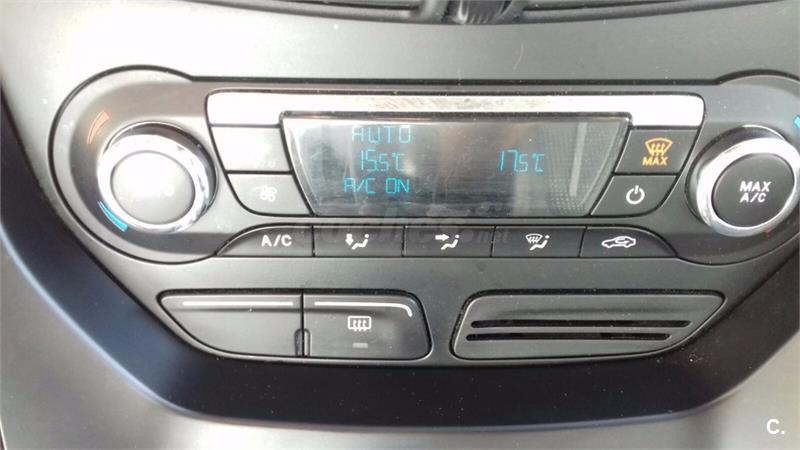 AUTO
15.5°C 17.5°C
A/C ON
MAX
MAX
A/C
A/C
C.